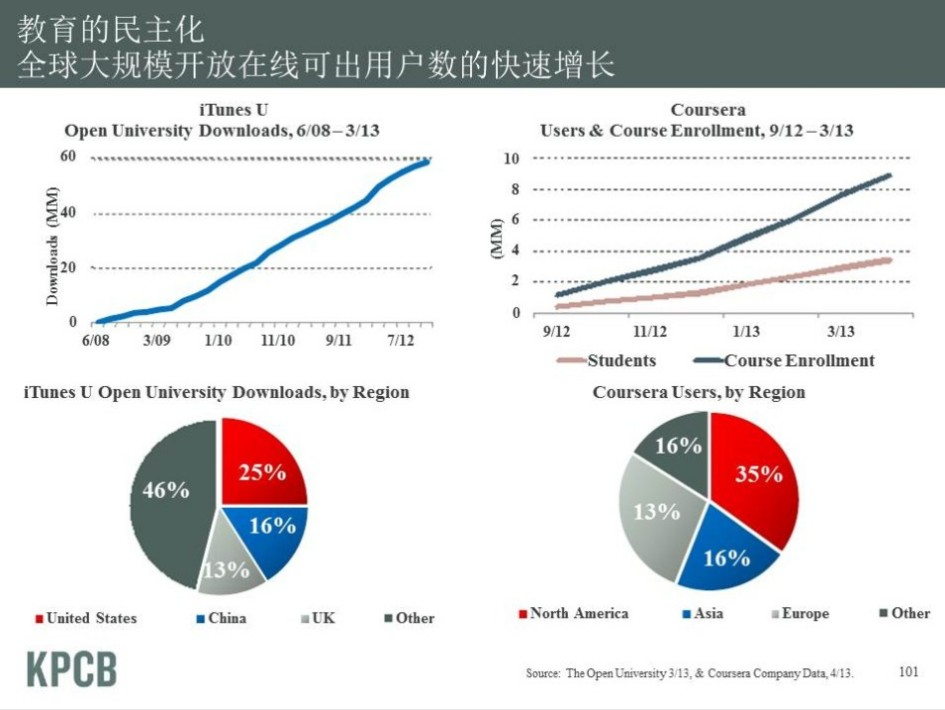 教育的民主化
全球大规模开放在线可出用户数的快速增长
iTunes U
Open University Downloads, 6/08 – 3/13
Downloads (MM)
60
40
20
0
6/08 3/09 1/10 11/10 9/11 7/12
Coursera
Users & Course Enrollment, 9/12 – 3/13
(MM)
10
8
6
4
2
0
9/12 11/12 1/13 3/13
Students Course Enrollment
iTunes U Open University Downloads, by Region
25%
16%
13%
46%
United States China UK Other
Coursera Users, by Region
35%
16%
13%
16%
North America Asia Europe Other
KPCB
Source: The Open University 3/13, & Coursera Company Data, 4/13.
101